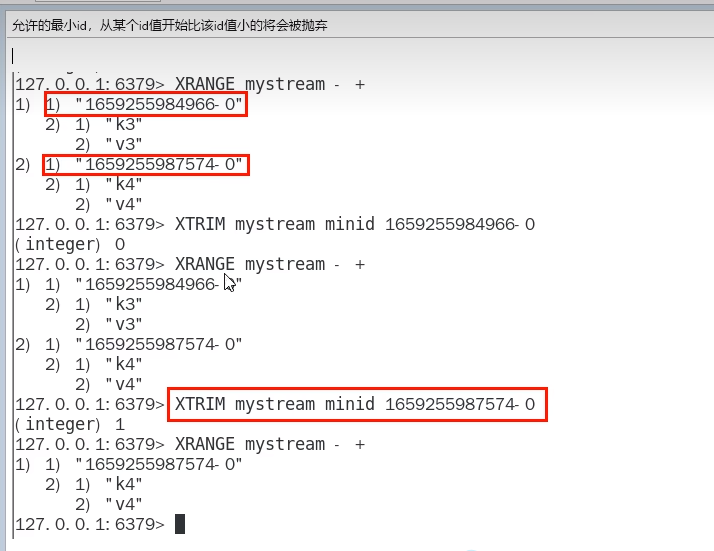 允许的最小id，从某个id值开始比该id值小的将会被抛弃
127.0.0.1:6379> XRANGE mystream - +
1) 1) "1659255984966-0"
2) 1) "k3"
2) "v3"
2) 1) "1659255987574-0"
2) 1) "k4"
2) "v4"
127.0.0.1:6379> XTRIM mystream minid 1659255984966-0
(integer) 0
127.0.0.1:6379> XRANGE mystream - +
1) 1) "1659255984966-0"
2) 1) "k3"
2) "v3"
2) 1) "1659255987574-0"
2) 1) "k4"
2) "v4"
127.0.0.1:6379> XTRIM mystream minid 1659255987574-0
(integer) 1
127.0.0.1:6379> XRANGE mystream - +
1) 1) "1659255987574-0"
2) 1) "k4"
2) "v4"
127.0.0.1:6379>